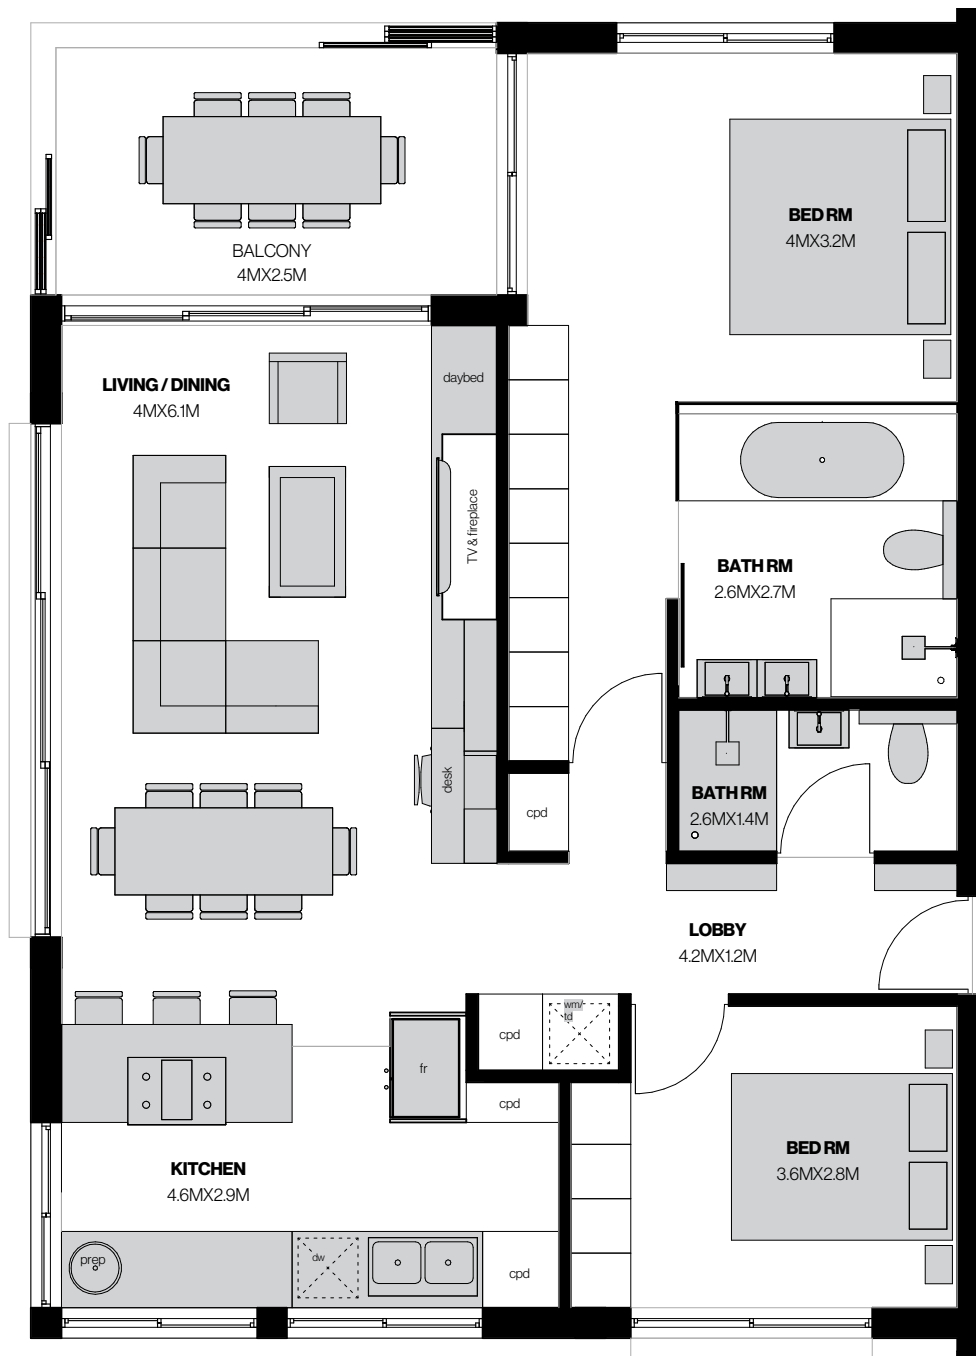 BALCONY
4MX2.5M
BED RM
4MX3.2M
LIVING / DINING
4MX6.1M
daybed
TV & fireplace
BATH RM
2.6MX2.7M
desk
cpd
BATH RM
2.6MX1.4M
LOBBY
4.2MX1.2M
cpd
wm/
td
fr
cpd
KITCHEN
4.6MX2.9M
BED RM
3.6MX2.8M
prep
dw
cpd